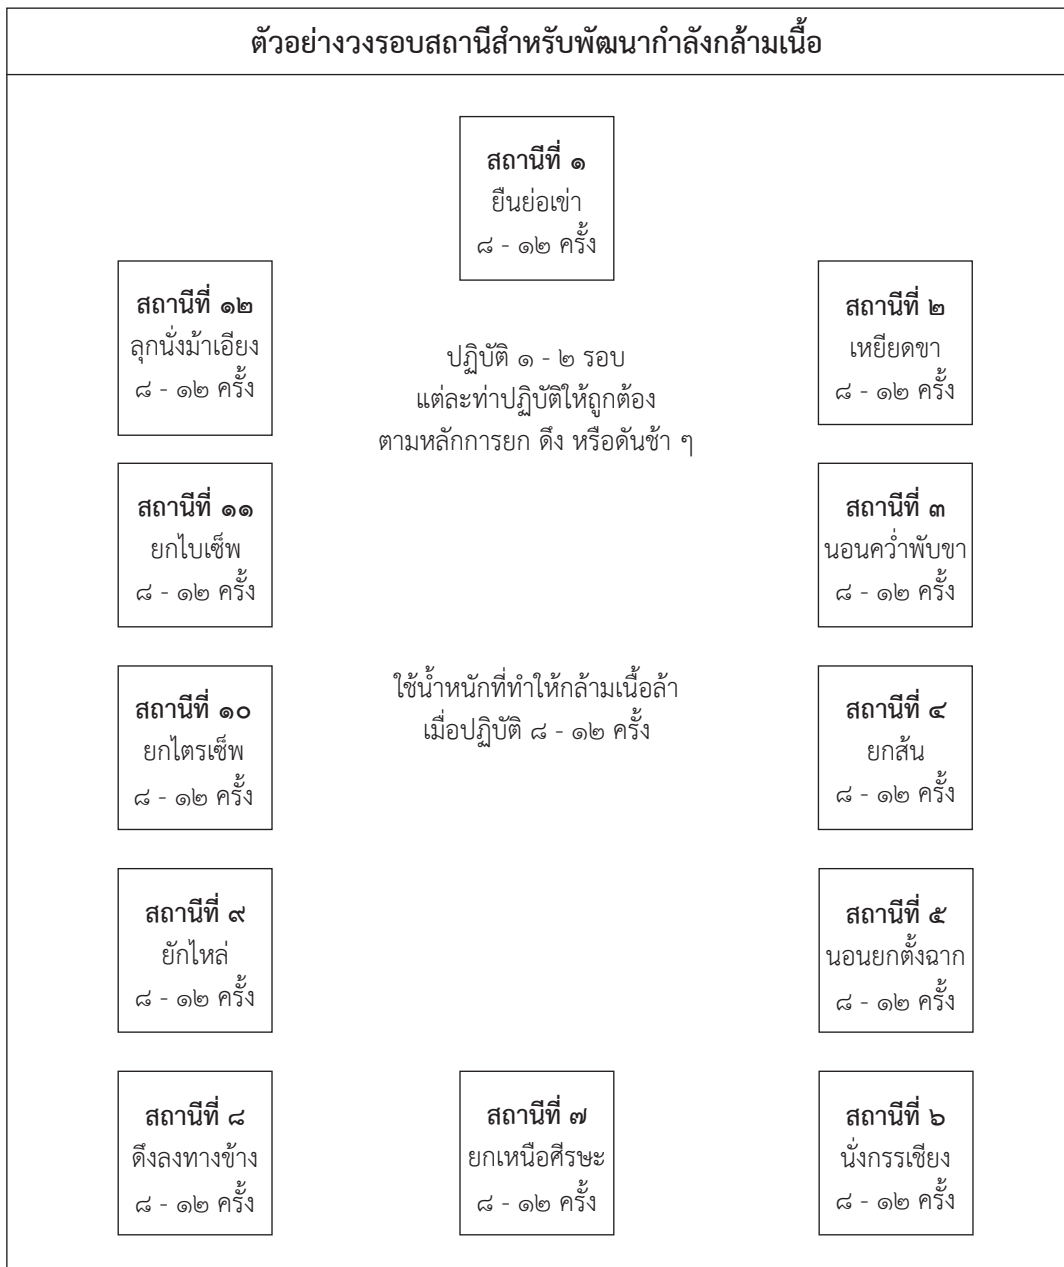 ตัวอย่างวงรอบสถานีสำหรับพัฒนากำลังกล้ามเนื้อ
สถานีที่ ๑
ยืนย่อเข่า
๘ - ๑๒ ครั้ง
สถานีที่ ๒
เหยียดขา
๘ - ๑๒ ครั้ง
สถานีที่ ๓
นอนคว่ำพับขา
๘ - ๑๒ ครั้ง
สถานีที่ ๔
ยกส้น
๘ - ๑๒ ครั้ง
สถานีที่ ๕
นอนยกตั้งฉาก
๘ - ๑๒ ครั้ง
สถานีที่ ๖
นั่งกรรเชียง
๘ - ๑๒ ครั้ง
สถานีที่ ๗
ยกเหนือศีรษะ
๘ - ๑๒ ครั้ง
สถานีที่ ๘
ดึงลงทางข้าง
๘ - ๑๒ ครั้ง
สถานีที่ ๙
ยักไหล่
๘ - ๑๒ ครั้ง
สถานีที่ ๑๐
ยกไตรเซ็พ
๘ - ๑๒ ครั้ง
สถานีที่ ๑๑
ยกไบเซ็พ
๘ - ๑๒ ครั้ง
สถานีที่ ๑๒
ลุกนั่งม้าเอียง
๘ - ๑๒ ครั้ง
ปฏิบัติ ๑ - ๒ รอบ
แต่ละท่าปฏิบัติให้ถูกต้อง
ตามหลักการยก ดึง หรือดันช้า ๆ
ใช้น้ำหนักที่ทำให้กล้ามเนื้อล้า
เมื่อปฏิบัติ ๘ - ๑๒ ครั้ง